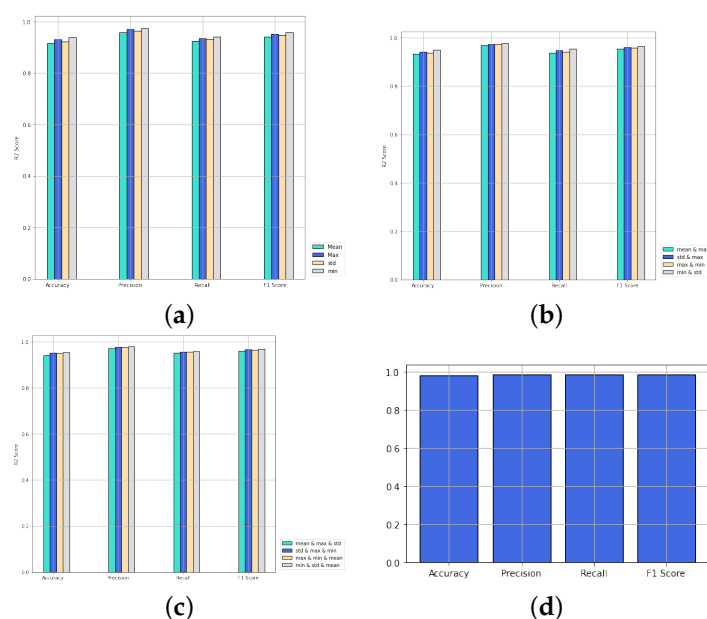 1.0
0.8
0.6
0.4
0.2
0.0
R2 Score
Accuracy
Precision
Recall
F1 Score
Mean
Max
std
min
(a)
1.0
0.8
0.6
0.4
0.2
0.0
R2 Score
Accuracy
Precision
Recall
F1 Score
mean & ma
std & max
max & min
min & std
(b)
1.0
0.8
0.6
0.4
0.2
0.0
R2 Score
Accuracy
Precision
Recall
F1 Score
mean & max & std
std & max & min
max & min & mean
min & std & mean
(c)
1.0
0.8
0.6
0.4
0.2
0.0
Accuracy
Precision
Recall
F1 Score
(d)